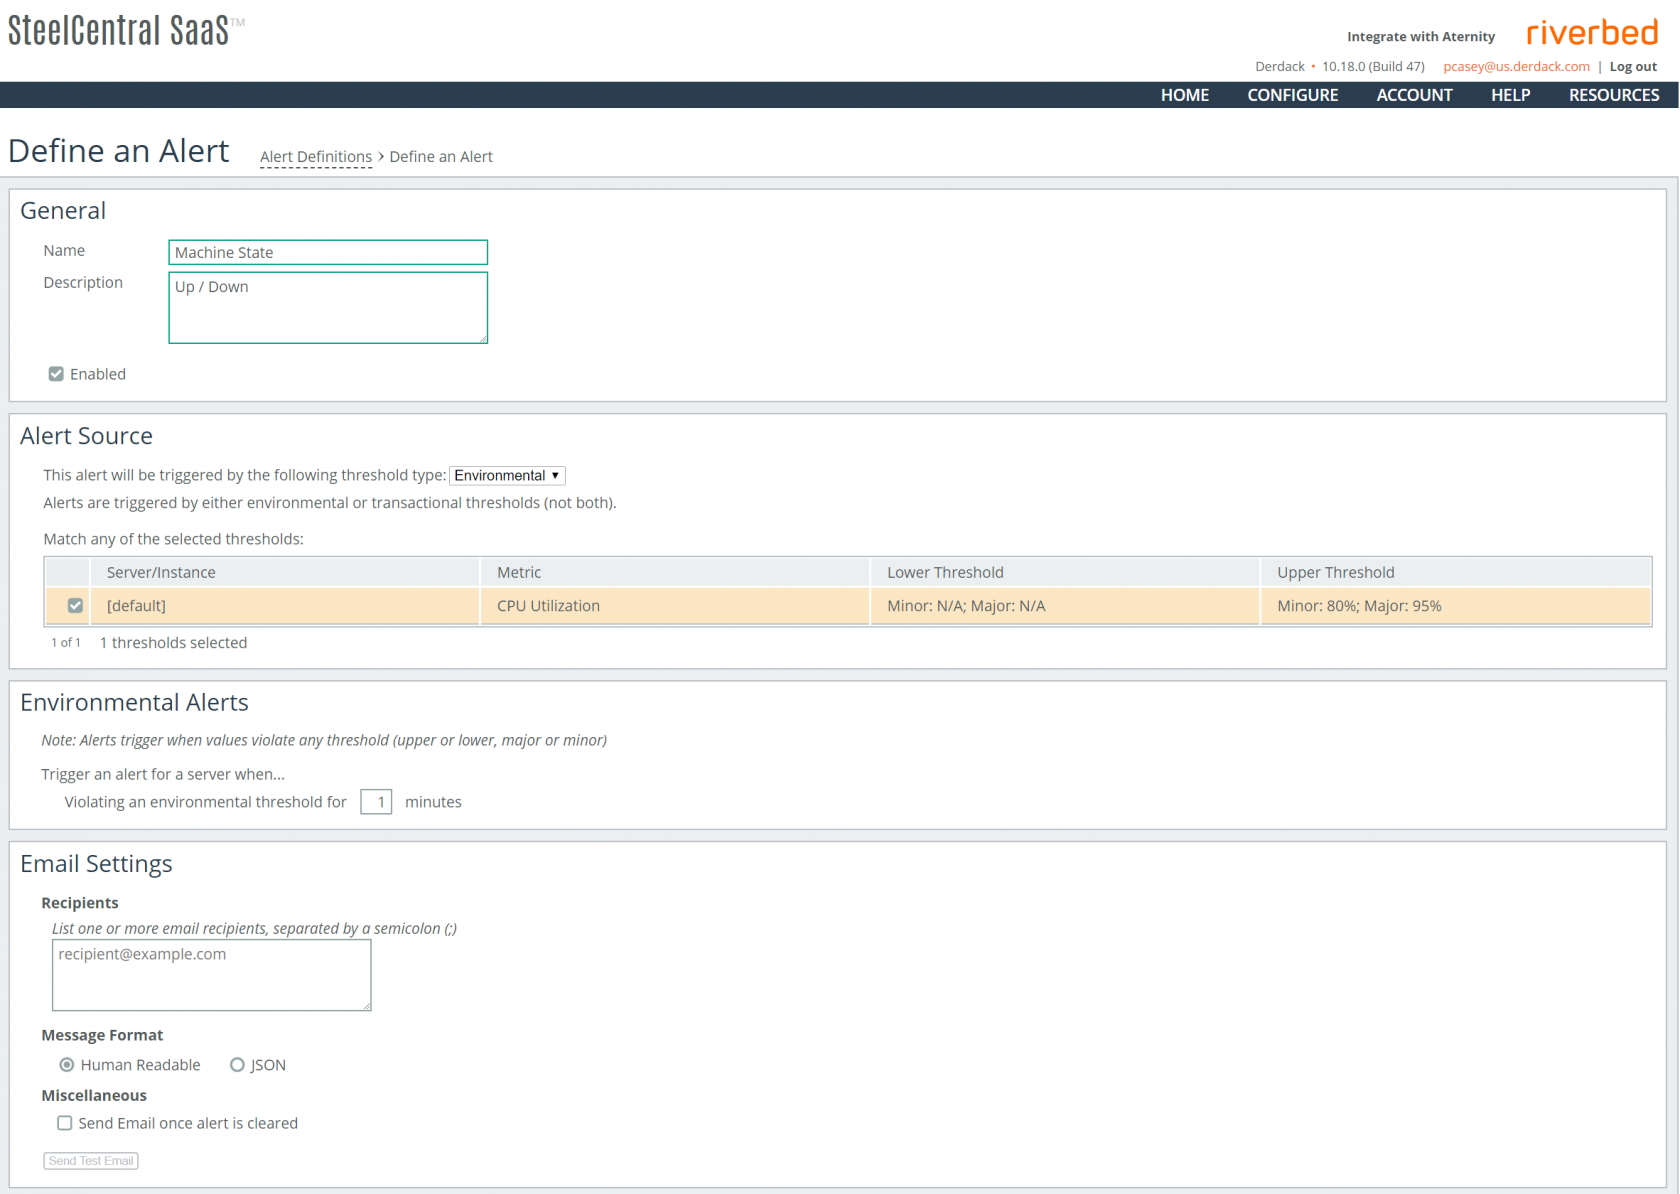 SteelCentral SaaS™
Integrate with Aternity
riverbed
Derdack • 10.18.0 (Build 47) pcasey@us.derdack.com | Log out
HOME CONFIGURE ACCOUNT HELP RESOURCES
Define an Alert
Alert Definitions > Define an Alert
General
Name
Machine State
Description
Up / Down
Enabled
Alert Source
This alert will be triggered by the following threshold type: Environmental ▼
Alerts are triggered by either environmental or transactional thresholds (not both).
Match any of the selected thresholds:
Server/Instance Metric Lower Threshold Upper Threshold
[default] CPU Utilization Minor: N/A; Major: N/A Minor: 80%; Major: 95%
1 of 1 1 thresholds selected
Environmental Alerts
Note: Alerts trigger when values violate any threshold (upper or lower, major or minor)
Trigger an alert for a server when...
Violating an environmental threshold for 1 minutes
Email Settings
Recipients
List one or more email recipients, separated by a semicolon (;)
recipient@example.com
Message Format
Human Readable JSON
Miscellaneous
Send Email once alert is cleared
Send Test Email